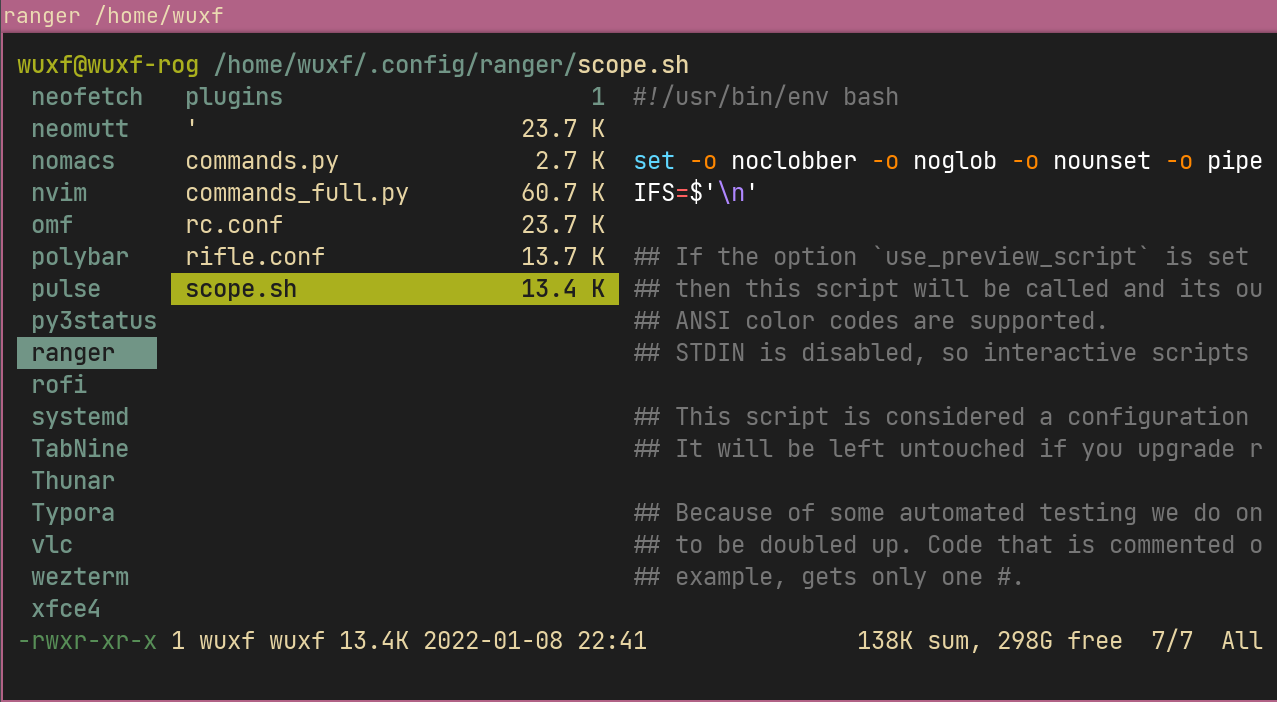 ranger /home/wuxf
wuxf@wuxf-rog /home/wuxf/.config/ranger/scope.sh
neofetch plugins 1 #!/usr/bin/env bash
neomutt ' 23.7 K
nomacs commands.py 2.7 K set -o noclobber -o noglob -o nounset -o pipe
nvim commands_full.py 60.7 K IFS=$'\n'
omf rc.conf 23.7 K
polybar rifle.conf 13.7 K ## If the option `use_preview_script` is set
pulse scope.sh 13.4 K ## then this script will be called and its ou
py3status ## ANSI color codes are supported.
ranger ## STDIN is disabled, so interactive scripts
rofi
systemd ## This script is considered a configuration
TabNine ## It will be left untouched if you upgrade r
Thunar
Typora ## Because of some automated testing we do on
vlc ## to be doubled up. Code that is commented o
wezterm ## example, gets only one #.
xfce4
-rwxr-xr-x 1 wuxf wuxf 13.4K 2022-01-08 22:41 138K sum, 298G free 7/7 All